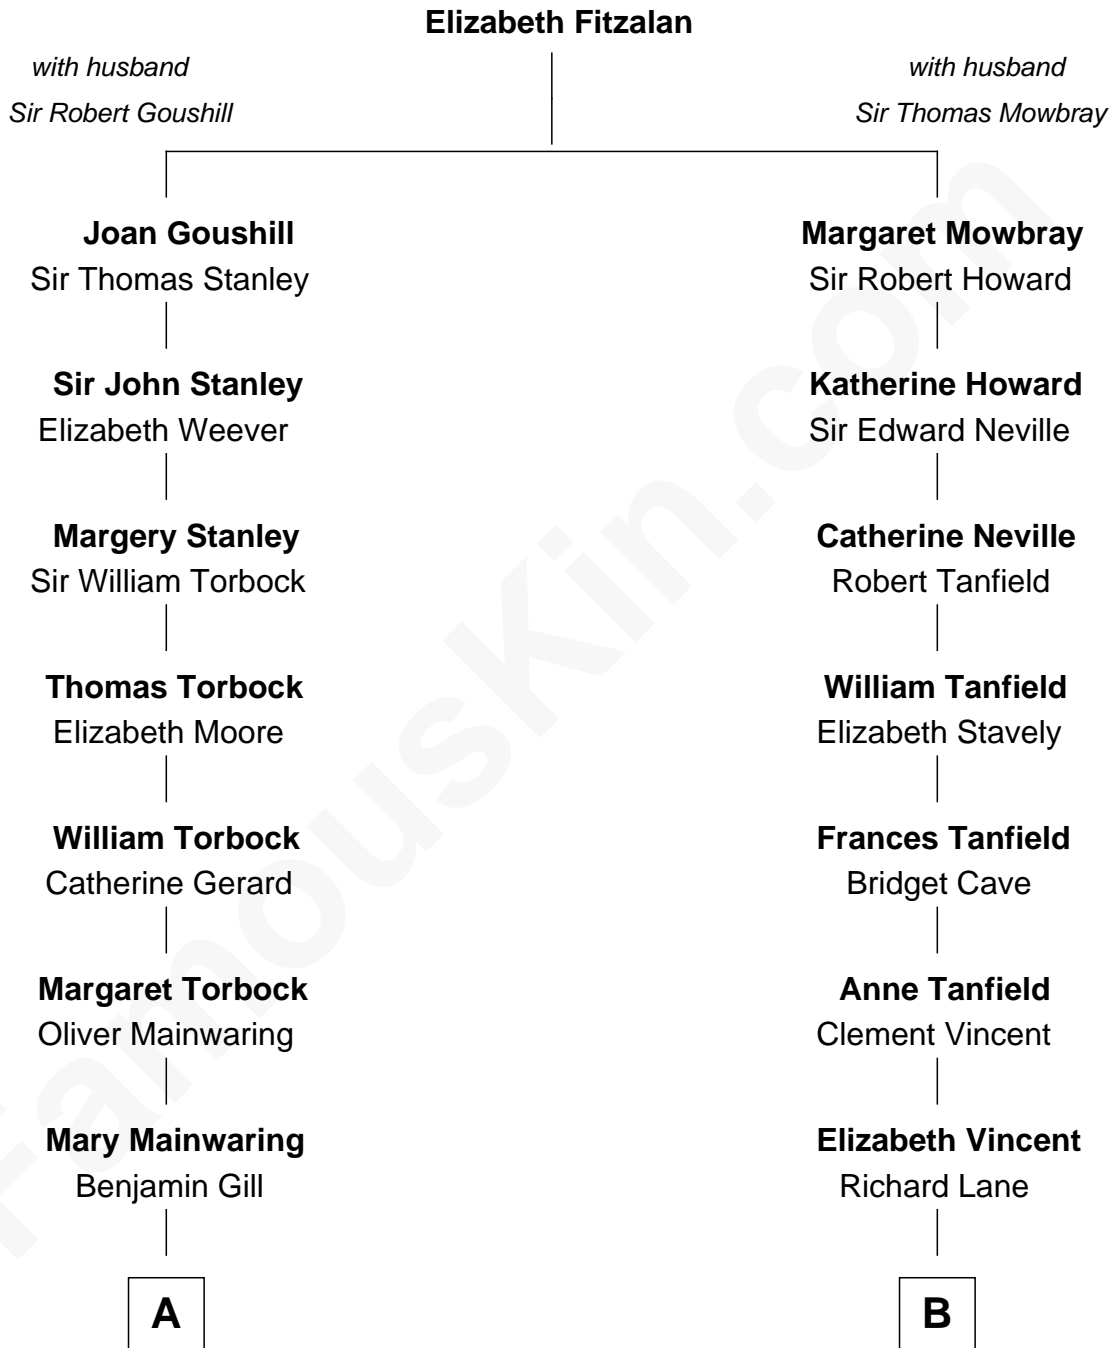 Elizabeth Fitzalan
with husband
Sir Robert Goushill
with husband
Sir Thomas Mowbray
Joan Goushill
Sir Thomas Stanley
Margaret Mowbray
Sir Robert Howard
Sir John Stanley
Elizabeth Weever
Katherine Howard
Sir Edward Neville
Margery Stanley
Sir William Torbock
Catherine Neville
Robert Tanfield
Thomas Torbock
Elizabeth Moore
William Tanfield
Elizabeth Stavely
William Torbock
Catherine Gerard
Frances Tanfield
Bridget Cave
Margaret Torbock
Oliver Mainwaring
Anne Tanfield
Clement Vincent
Mary Mainwaring
Benjamin Gill
Elizabeth Vincent
Richard Lane
A
B
FamousKin.com